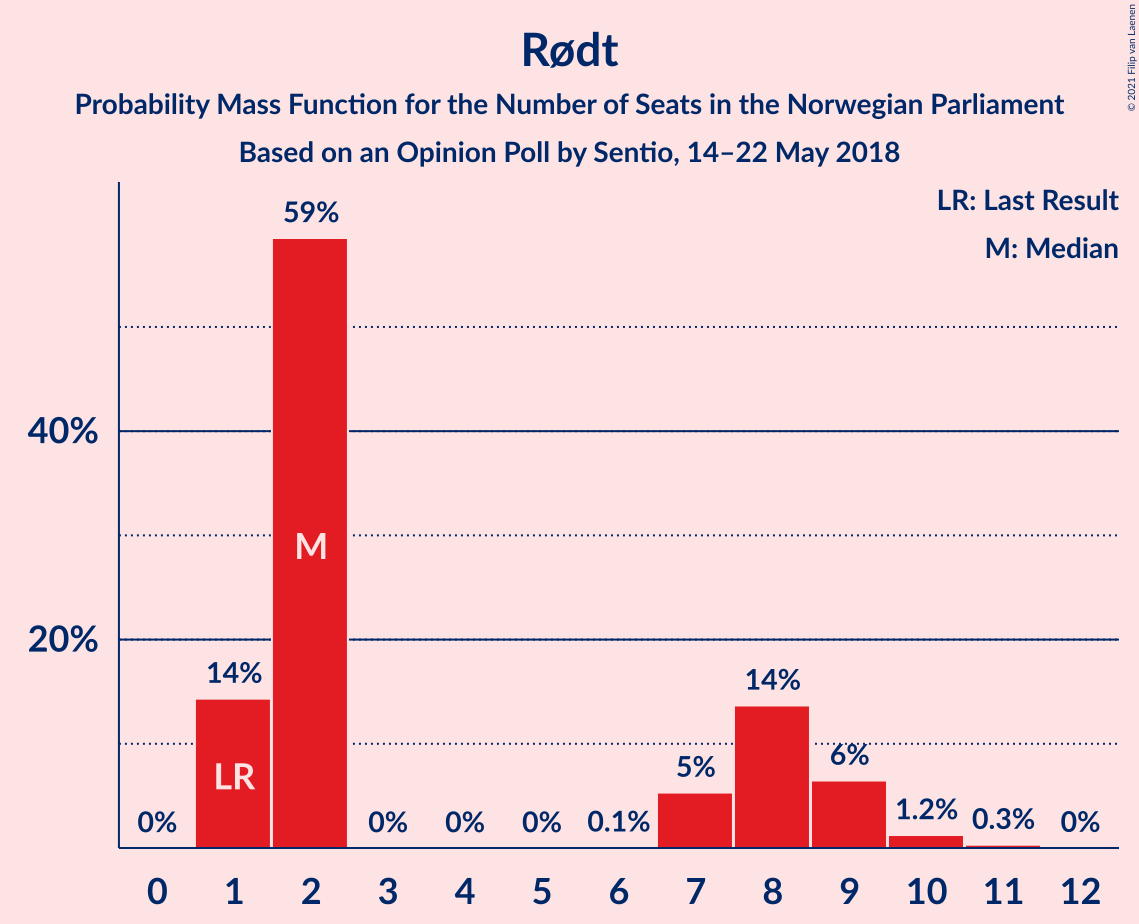 Rødt
Probability Mass Function for the Number of Seats in the Norwegian Parliament
Based on an Opinion Poll by Sentio, 14–22 May 2018
© 2021 Filip van Laenen
LR: Last Result
M: Median
59%
40%
M
20%
14%
14%
LR
5%
6%
0%
0%
0%
0%
0.1%
1.2%
0.3%
0%
0 1 2 3 4 5 6 7 8 9 10 11 12